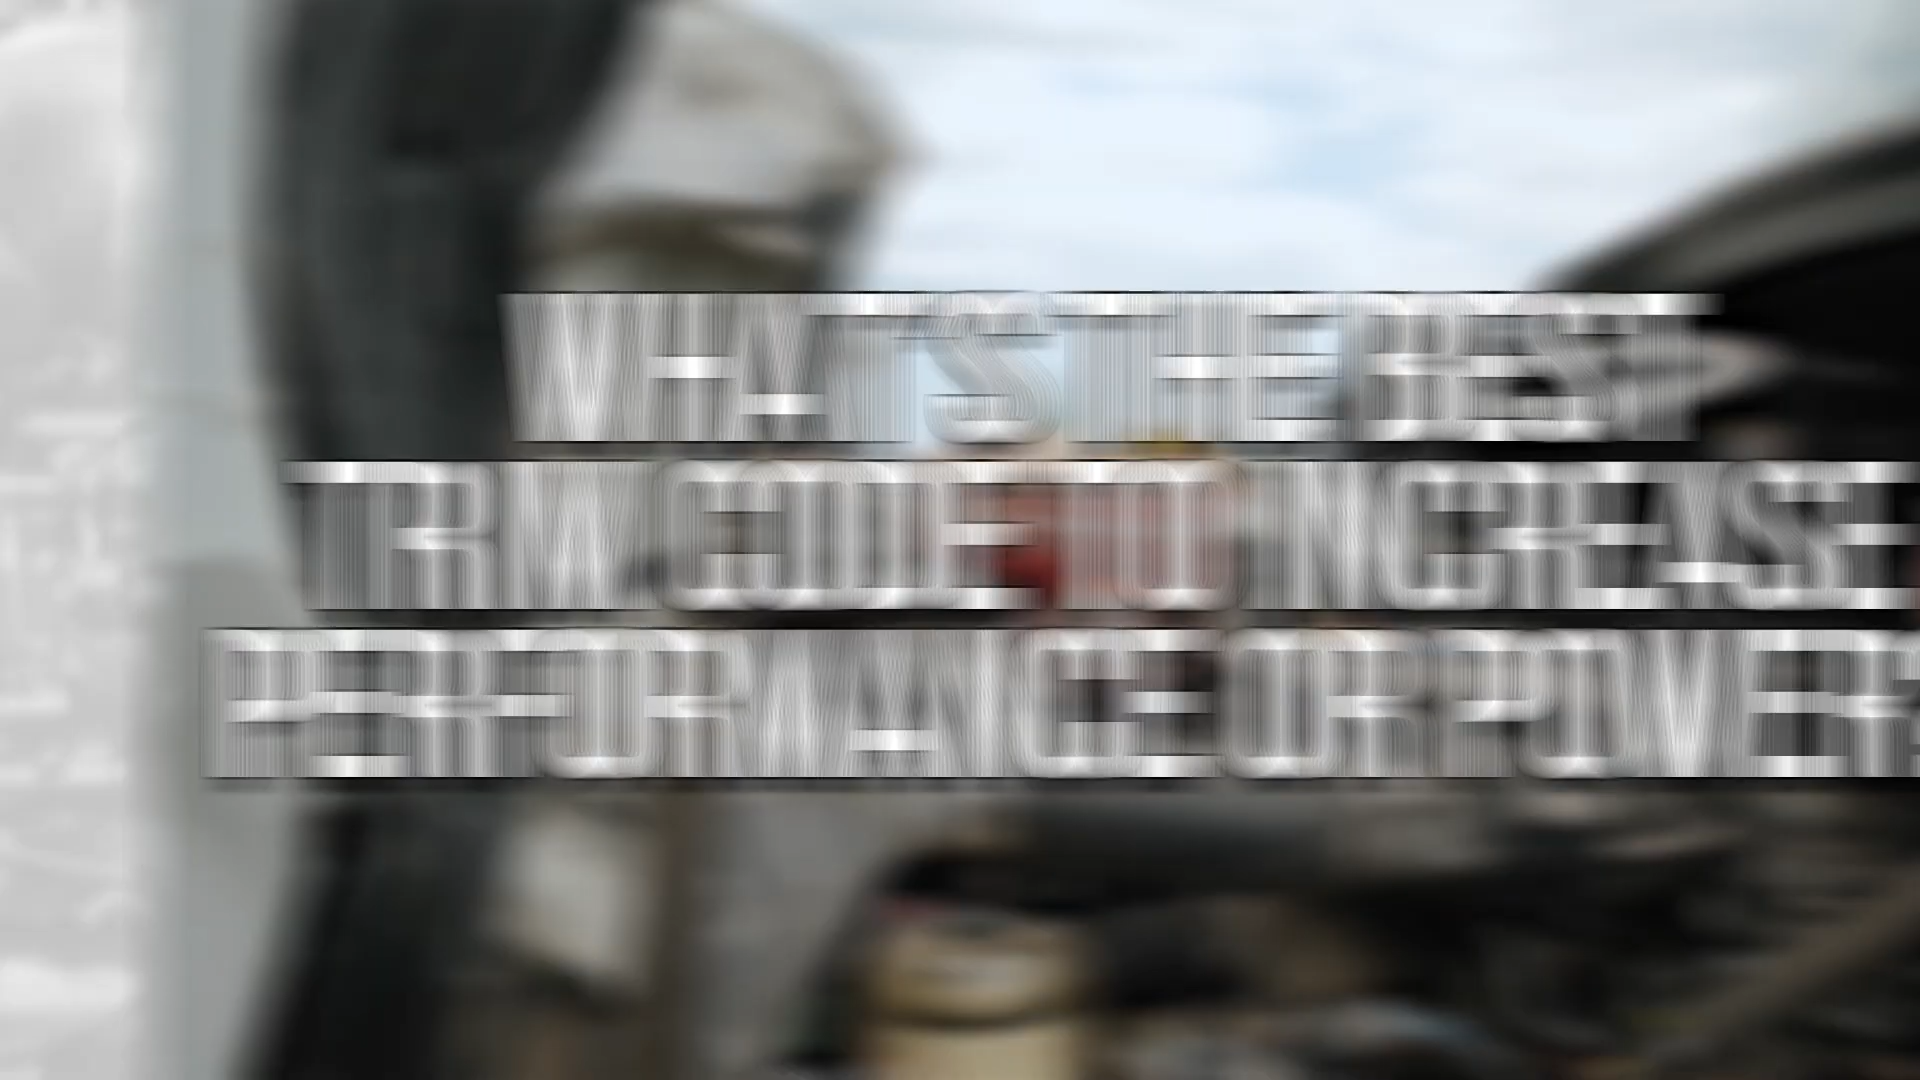 WHAT'S THE BEST
TRIM CODE TO INCREASE
PERFORMANCE OR POWER?